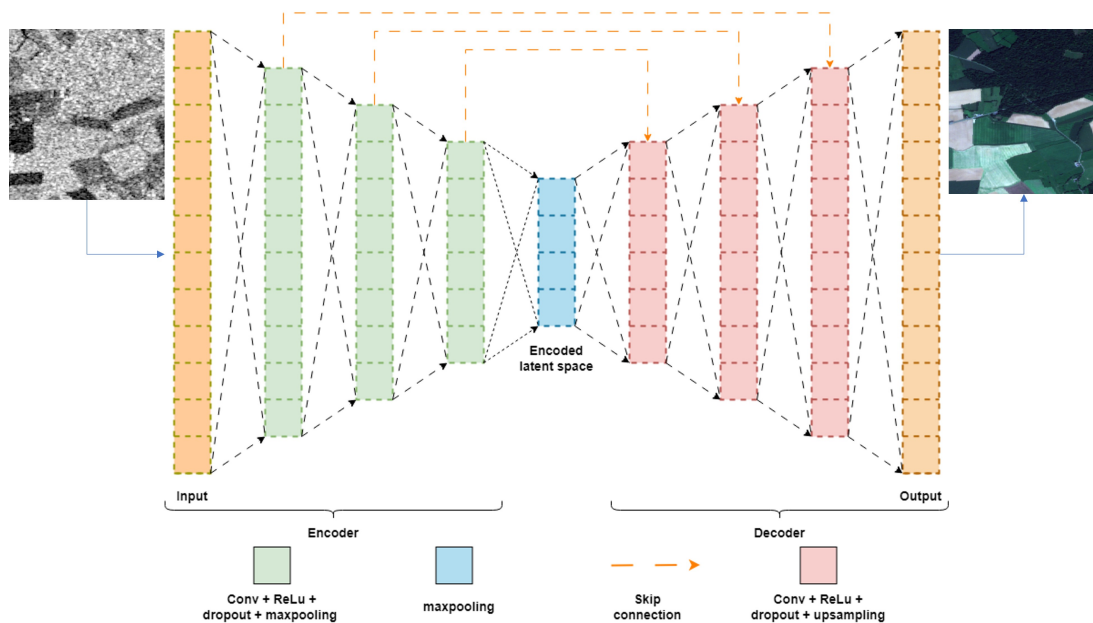 Encoded
latent space
Input
Output
Encoder
Decoder
Conv + ReLu +
dropout + maxpooling
maxpooling
Skip
connection
Conv + ReLu +
dropout + upsampling